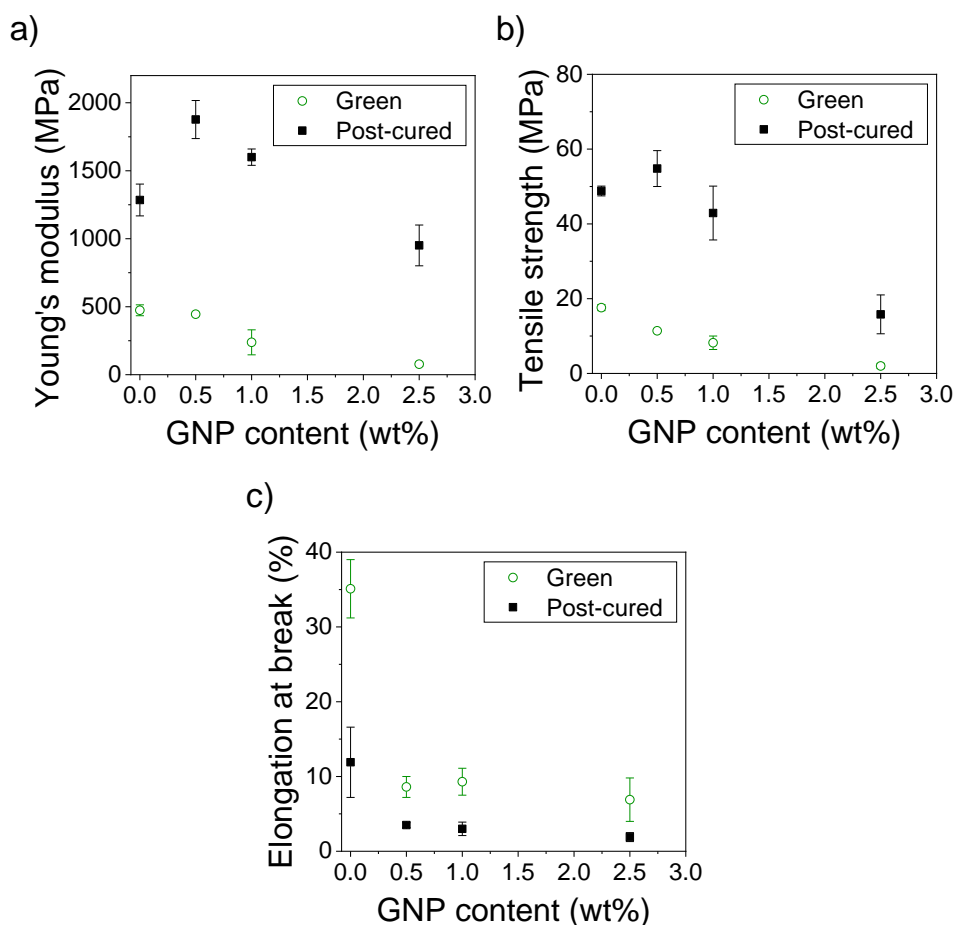 a)
Young's modulus (MPa)
2000
1500
1000
500
0
Green
Post-cured
0.0 0.5 1.0 1.5 2.0 2.5 3.0
GNP content (wt%)
b)
Tensile strength (MPa)
80
60
40
20
0
Green
Post-cured
0.0 0.5 1.0 1.5 2.0 2.5 3.0
GNP content (wt%)
c)
Elongation at break (%)
40
30
20
10
0
Green
Post-cured
0.0 0.5 1.0 1.5 2.0 2.5 3.0
GNP content (wt%)